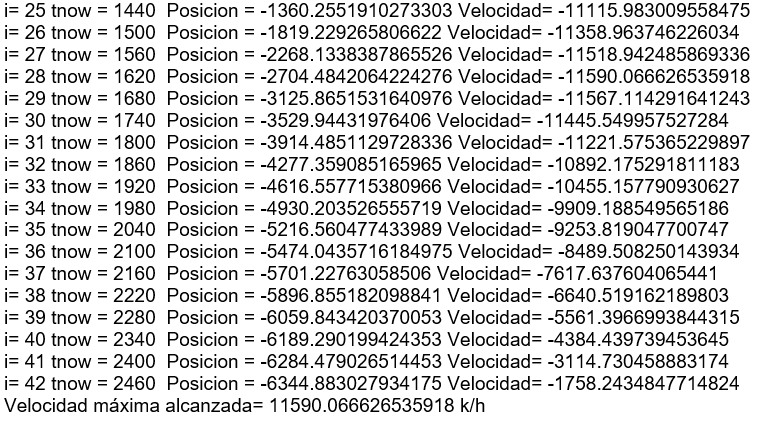 i= 25 tnow = 1440  Posicion = -1360.2551910273303 Velocidad= -11115.983009558475
i= 26 tnow = 1500  Posicion = -1819.229265806622 Velocidad= -11358.963746226034
i= 27 tnow = 1560  Posicion = -2268.1338387865526 Velocidad= -11518.942485869336
i= 28 tnow = 1620  Posicion = -2704.4842064224276 Velocidad= -11590.066626535918
i= 29 tnow = 1680  Posicion = -3125.8651531640976 Velocidad= -11567.114291641243
i= 30 tnow = 1740  Posicion = -3529.94431976406 Velocidad= -11445.549957527284
i= 31 tnow = 1800  Posicion = -3914.4851129728336 Velocidad= -11221.575365229897
i= 32 tnow = 1860  Posicion = -4277.359085165965 Velocidad= -10892.175291811183
i= 33 tnow = 1920  Posicion = -4616.557715380966 Velocidad= -10455.157790930627
i= 34 tnow = 1980  Posicion = -4930.203526555719 Velocidad= -9909.188549565186
i= 35 tnow = 2040  Posicion = -5216.560477433989 Velocidad= -9253.819047700747
i= 36 tnow = 2100  Posicion = -5474.0435716184975 Velocidad= -8489.508250143934
i= 37 tnow = 2160  Posicion = -5701.22763058506 Velocidad= -7617.637604065441
i= 38 tnow = 2220  Posicion = -5896.855182098841 Velocidad= -6640.519162189803
i= 39 tnow = 2280  Posicion = -6059.843420370053 Velocidad= -5561.3966993844315
i= 40 tnow = 2340  Posicion = -6189.290199424353 Velocidad= -4384.439739453645
i= 41 tnow = 2400  Posicion = -6284.479026514453 Velocidad= -3114.730458883174
i= 42 tnow = 2460  Posicion = -6344.883027934175 Velocidad= -1758.2434847714824
Velocidad máxima alcanzada= 11590.066626535918 k/h